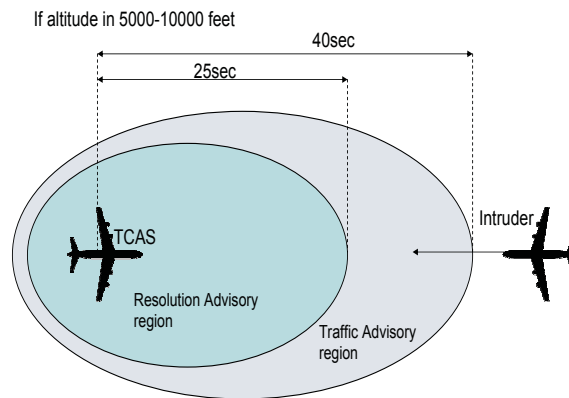 If altitude in 5000-10000 feet
40sec
25sec
Intruder
TCAS
Resolution Advisory
region
Traffic Advisory
region